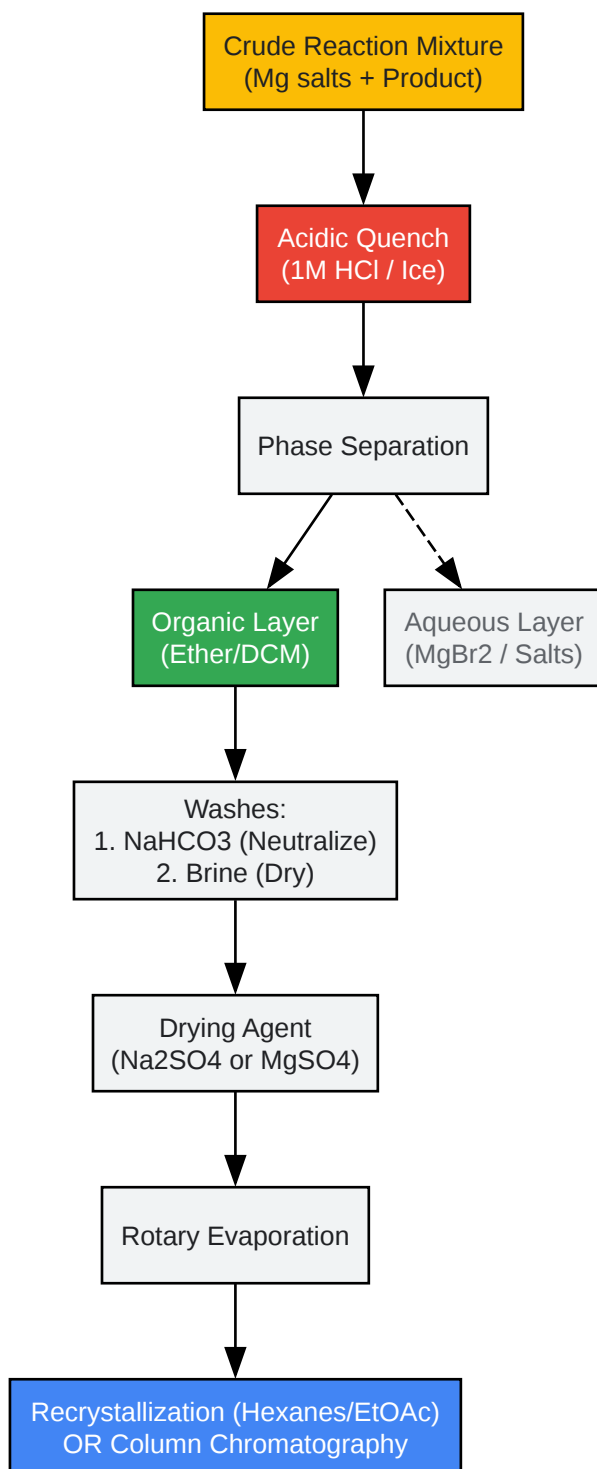 Crude Reaction Mixture
(Mg salts + Product)
Acidic Quench
(1M HCl / Ice)
Phase Separation
Organic Layer
(Ether/DCM)
Aqueous Layer
(MgBr2 / Salts)
Washes:
1. NaHCO3 (Neutralize)
2. Brine (Dry)
Drying Agent
(Na2SO4 or MgSO4)
Rotary Evaporation
Recrystallization (Hexanes/EtOAc)
OR Column Chromatography